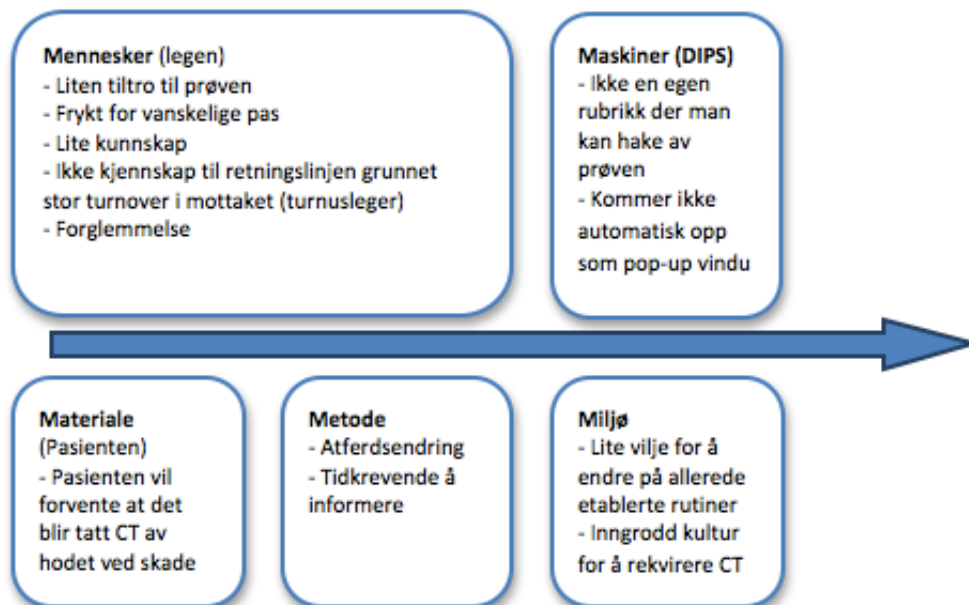 Mennesker (legen)
- Liten tiltro til prøven
- Frykt for vanskelige pas
- Lite kunnskap
- Ikke kjennskap til retningslinjen grunnet
stor turnover i mottaket (turnusleger)
- Forglemmelse
Maskiner (DIPS)
- Ikke en egen
rubrikk der man
kan hake av
prøven
- Kommer ikke
automatisk opp
som pop-up vindu
Materiale
(Pasienten)
- Pasienten vil
forvente at det
blir tatt CT av
hodet ved skade
Metode
- Atferdsendring
- Tidkrevende å
informere
Miljø
- Lite vilje for å
endre på allerede
etablerte rutiner
- Inngrodd kultur
for å rekvirere CT